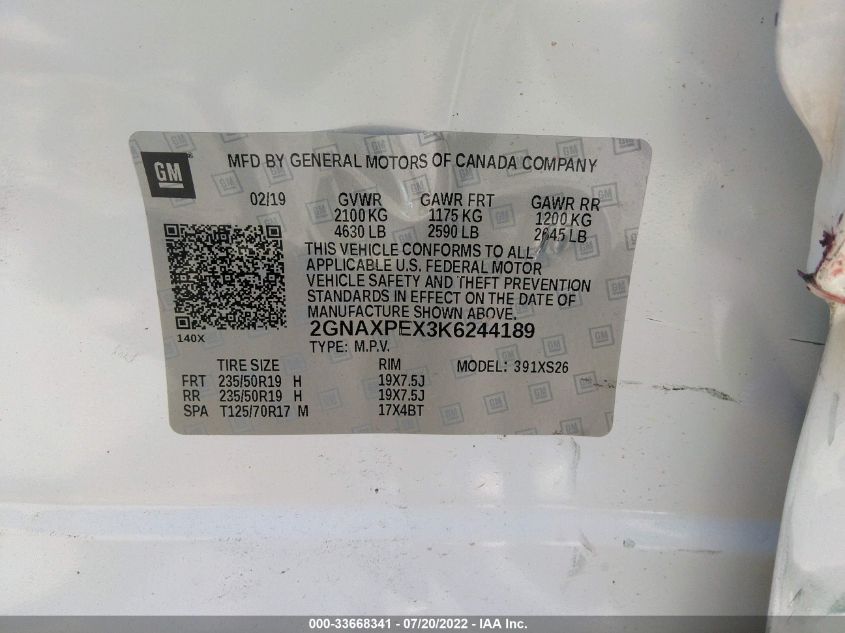 GM
MFD BY GENERAL MOTORS OF CANADA COMPANY
02/19 GVWR GAWR FRT GAWR RR
2100 KG 1175 KG 1200 KG
4630 LB 2590 LB 2645 LB
THIS VEHICLE CONFORMS TO ALL
APPLICABLE U.S. FEDERAL MOTOR
VEHICLE SAFETY AND THEFT PREVENTION
STANDARDS IN EFFECT ON THE DATE OF
MANUFACTURE SHOWN ABOVE.
2GNAXPEX3K6244189
140X
TYPE: M.P.V.
TIRE SIZE RIM MODEL: 391XS26
FRT 235/50R19 H 19X7.5J
RR 235/50R19 H 19X7.5J
SPA T125/70R17 M 17X4BT
000-33668341 / 07/20/2022 - IAA Inc.